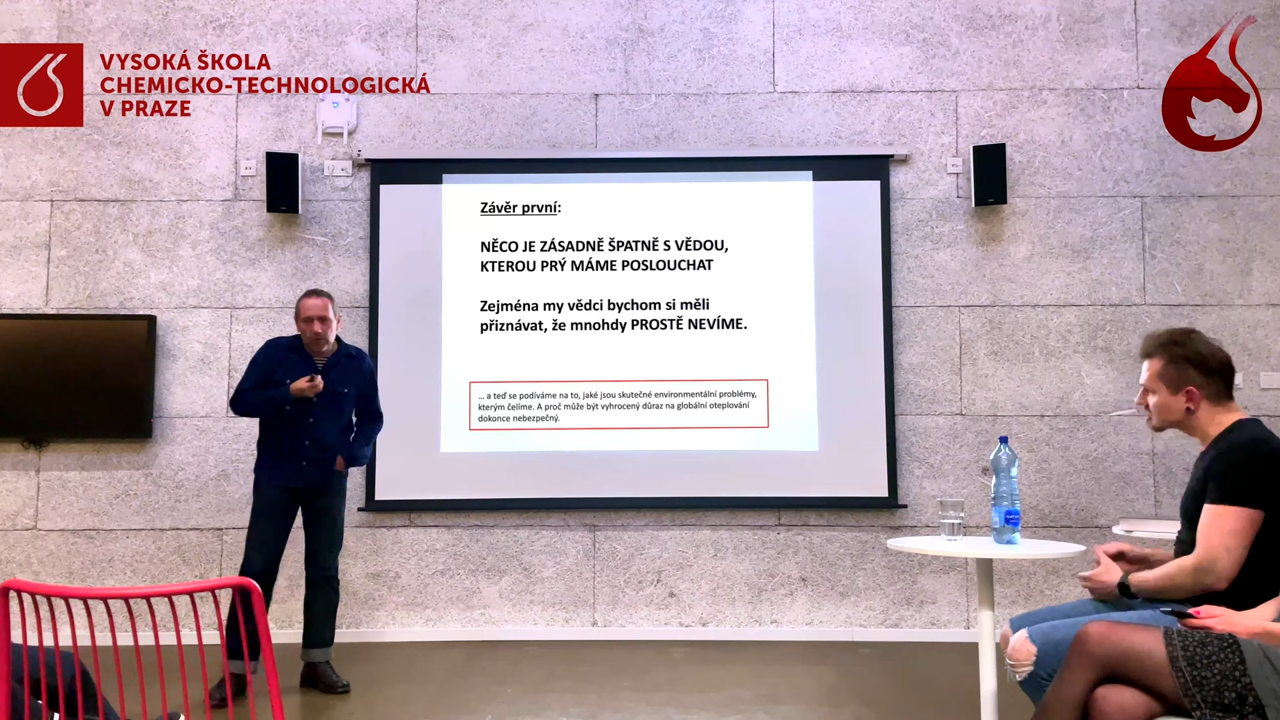 VYSOKÁ ŠKOLA
CHEMICKO-TECHNOLOGICKÁ
V PRAZE
Závěr první:
NĚCO JE ZÁSADNĚ ŠPATNĚ S VĚDOU,
KTEROU PRÝ MÁME POSLOUCHAT
Zejména my vědci bychom si měli
přiznávat, že mnohdy PROSTĚ NEVÍME.
... a teď se podíváme na to, jaké jsou skutečné environmentální problémy,
kterým čelíme. A proč může být vyhrocený důraz na globální oteplování
dokonce nebezpečný.